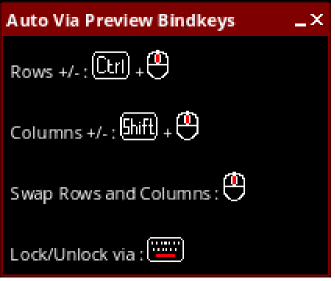 Auto Via Preview Bindkeys
Rows +/- : Ctrl +
Columns +/- : Shift +
Swap Rows and Columns :
Lock/Unlock via :